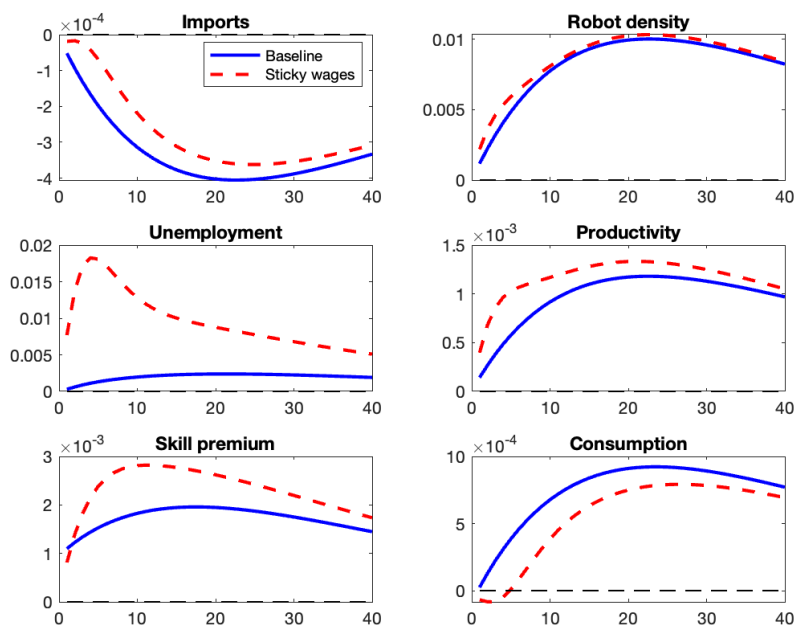 Imports
×10⁻⁴
0
-1
-2
-3
-4
0 10 20 30 40
Baseline
Sticky wages
Robot density
0.01
0.005
0
0 10 20 30 40
Unemployment
0.02
0.015
0.01
0.005
0
0 10 20 30 40
Productivity
×10⁻³
1.5
1
0.5
0
0 10 20 30 40
Skill premium
×10⁻³
3
2
1
0
0 10 20 30 40
Consumption
×10⁻⁴
10
5
0
0 10 20 30 40